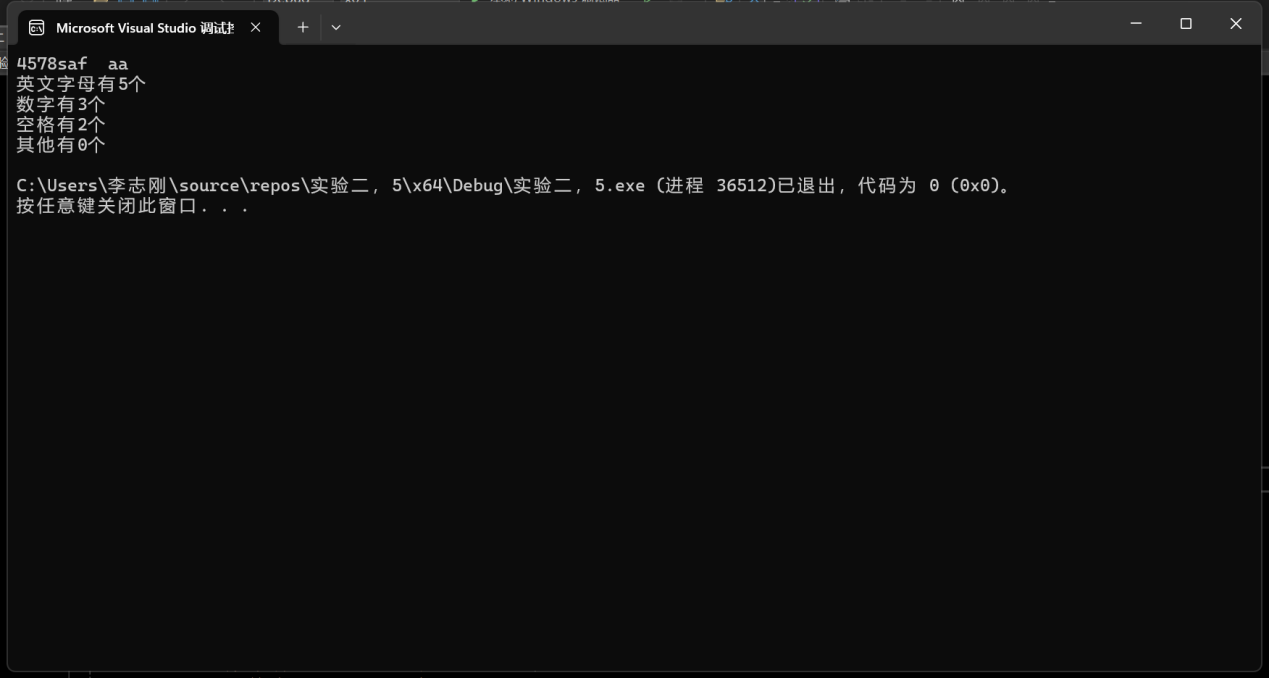 Microsoft Visual Studio 调试控
4578saf  aa
英文字母有5个
数字有3个
空格有2个
其他有0个
C:\Users\李志刚\source\repos\实验二，5\x64\Debug\实验二，5.exe (进程 36512)已退出，代码为 0 (0x0)。
按任意键关闭此窗口. . .